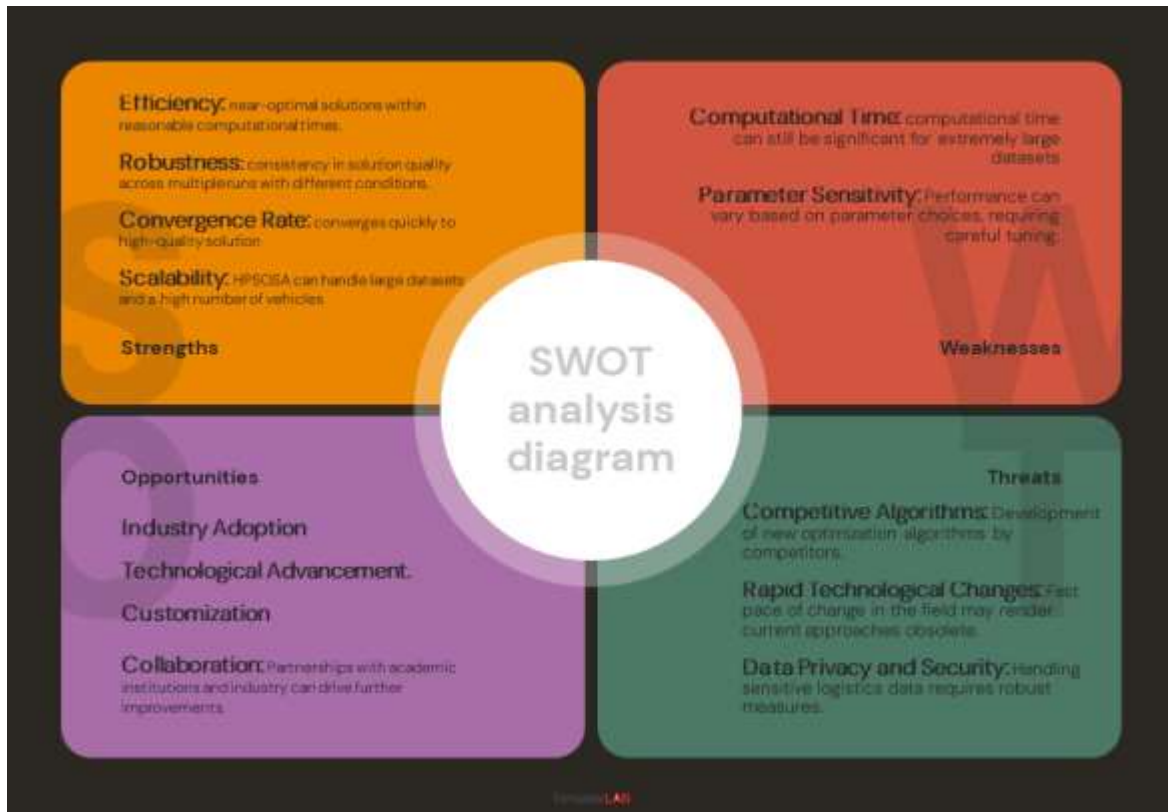 Efficiency: near-optimal solutions within
reasonable computational times.
Robustness: consistency in solution quality
across multiple runs with different conditions.
Convergence Rate: converges quickly to
high-quality solution
Scalability: HPSOSA can handle large datasets
and a high number of vehicles
Strengths
S
Computational Time: computational time
can still be significant for extremely large
datasets
Parameter Sensitivity: Performance can
vary based on parameter choices, requiring
careful tuning.
Weaknesses
W
SWOT
analysis
diagram
Opportunities
Industry Adoption
Technological Advancement.
Customization
Collaboration: Partnerships with academic
institutions and industry can drive further
improvements.
O
Threats
Competitive Algorithms: Development
of new optimization algorithms by
competitors.
Rapid Technological Changes: Fast
pace of change in the field may render
current approaches obsolete.
Data Privacy and Security: Handling
sensitive logistics data requires robust
measures.
T
LAB